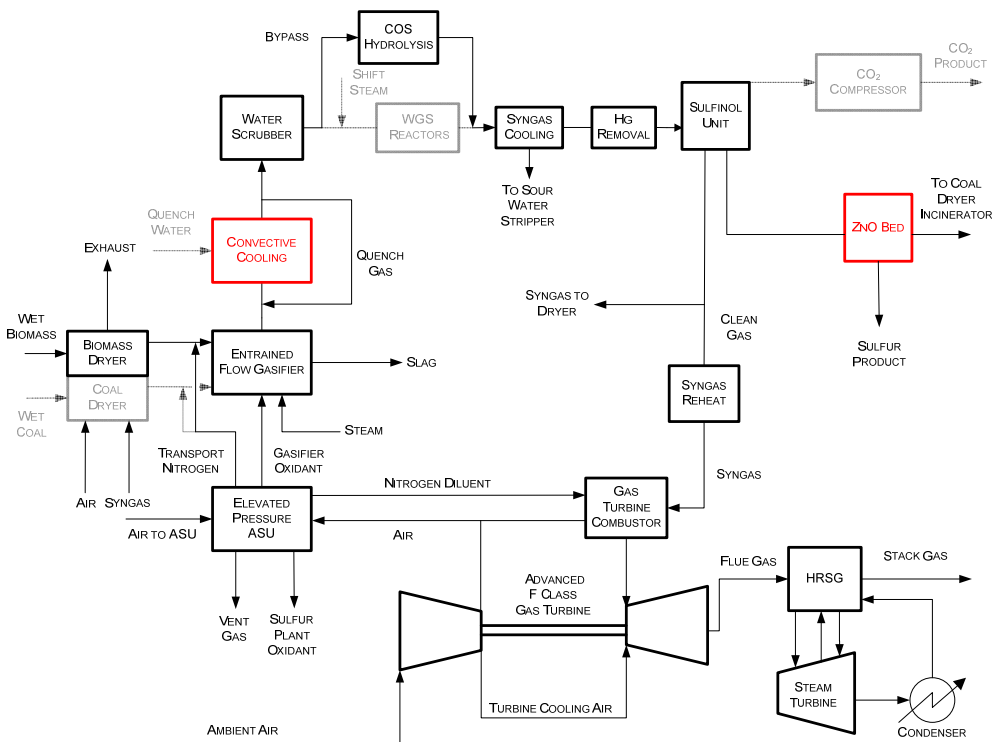 BYPASS
COS
HYDROLYSIS
SHIFT
STEAM
WATER
SCRUBBER
WGS
REACTORS
SYNGAS
COOLING
HG
REMOVAL
SULFINOL
UNIT
CO2
COMPRESSOR
CO2
PRODUCT
TO SOUR
WATER
STRIPPER
QUENCH
WATER
CONVECTIVE
COOLING
QUENCH
GAS
EXHAUST
ZNO BED
TO COAL
DRYER
INCINERATOR
SULFUR
PRODUCT
SYNGAS TO
DRYER
CLEAN
GAS
WET
BIOMASS
BIOMASS
DRYER
COAL
DRYER
WET
COAL
ENTRAINED
FLOW GASIFIER
SLAG
STEAM
SYNGAS
REHEAT
SYNGAS
TRANSPORT
NITROGEN
GASIFIER
OXIDANT
AIR
SYNGAS
AIR TO ASU
ELEVATED
PRESSURE
ASU
NITROGEN DILUENT
AIR
GAS
TURBINE
COMBUSTOR
VENT
GAS
SULFUR
PLANT
OXIDANT
ADVANCED
F CLASS
GAS TURBINE
FLUE GAS
HRSG
STACK GAS
STEAM
TURBINE
CONDENSER
TURBINE COOLING AIR
AMBIENT AIR